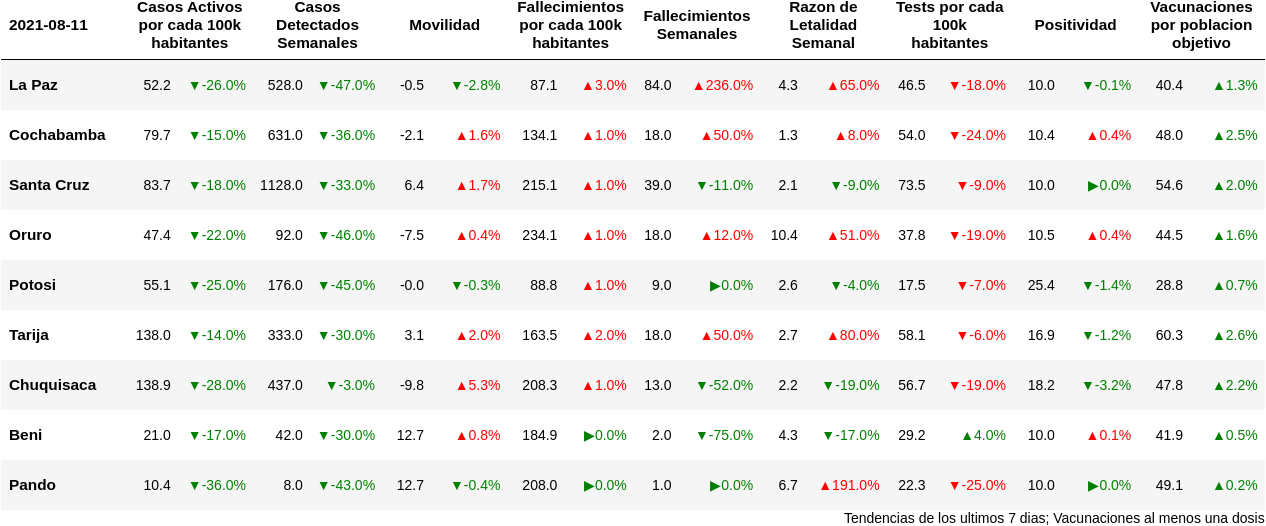 2021-08-11 Casos Activos por cada 100k habitantes Casos Detectados Semanales Movilidad Fallecimientos por cada 100k habitantes Fallecimientos Semanales Razon de Letalidad Semanal Tests por cada 100k habitantes Positividad Vacunaciones por poblacion objetivo
La Paz 52.2 ▼-26.0% 528.0 ▼-47.0% -0.5 ▼-2.8% 87.1 ▲3.0% 84.0 ▲236.0% 4.3 ▲65.0% 46.5 ▼-18.0% 10.0 ▼-0.1% 40.4 ▲1.3%
Cochabamba 79.7 ▼-15.0% 631.0 ▼-36.0% -2.1 ▲1.6% 134.1 ▲1.0% 18.0 ▲50.0% 1.3 ▲8.0% 54.0 ▼-24.0% 10.4 ▲0.4% 48.0 ▲2.5%
Santa Cruz 83.7 ▼-18.0% 1128.0 ▼-33.0% 6.4 ▲1.7% 215.1 ▲1.0% 39.0 ▼-11.0% 2.1 ▼-9.0% 73.5 ▼-9.0% 10.0 ▶0.0% 54.6 ▲2.0%
Oruro 47.4 ▼-22.0% 92.0 ▼-46.0% -7.5 ▲0.4% 234.1 ▲1.0% 18.0 ▲12.0% 10.4 ▲51.0% 37.8 ▼-19.0% 10.5 ▲0.4% 44.5 ▲1.6%
Potosi 55.1 ▼-25.0% 176.0 ▼-45.0% -0.0 ▼-0.3% 88.8 ▲1.0% 9.0 ▶0.0% 2.6 ▼-4.0% 17.5 ▼-7.0% 25.4 ▼-1.4% 28.8 ▲0.7%
Tarija 138.0 ▼-14.0% 333.0 ▼-30.0% 3.1 ▲2.0% 163.5 ▲2.0% 18.0 ▲50.0% 2.7 ▲80.0% 58.1 ▼-6.0% 16.9 ▼-1.2% 60.3 ▲2.6%
Chuquisaca 138.9 ▼-28.0% 437.0 ▼-3.0% -9.8 ▲5.3% 208.3 ▲1.0% 13.0 ▼-52.0% 2.2 ▼-19.0% 56.7 ▼-19.0% 18.2 ▼-3.2% 47.8 ▲2.2%
Beni 21.0 ▼-17.0% 42.0 ▼-30.0% 12.7 ▲0.8% 184.9 ▶0.0% 2.0 ▼-75.0% 4.3 ▼-17.0% 29.2 ▲4.0% 10.0 ▲0.1% 41.9 ▲0.5%
Pando 10.4 ▼-36.0% 8.0 ▼-43.0% 12.7 ▼-0.4% 208.0 ▶0.0% 1.0 ▶0.0% 6.7 ▲191.0% 22.3 ▼-25.0% 10.0 ▶0.0% 49.1 ▲0.2%
Tendencias de los ultimos 7 dias; Vacunaciones al menos una dosis